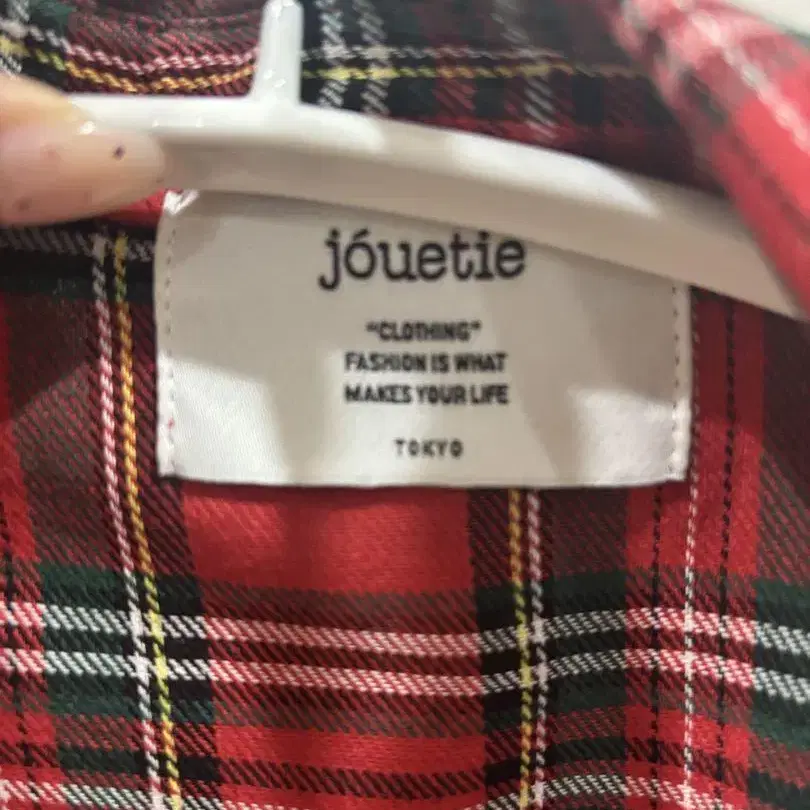 jóuetie
"CLOTHING"
FASHION IS WHAT
MAKES YOUR LIFE
TOKYO